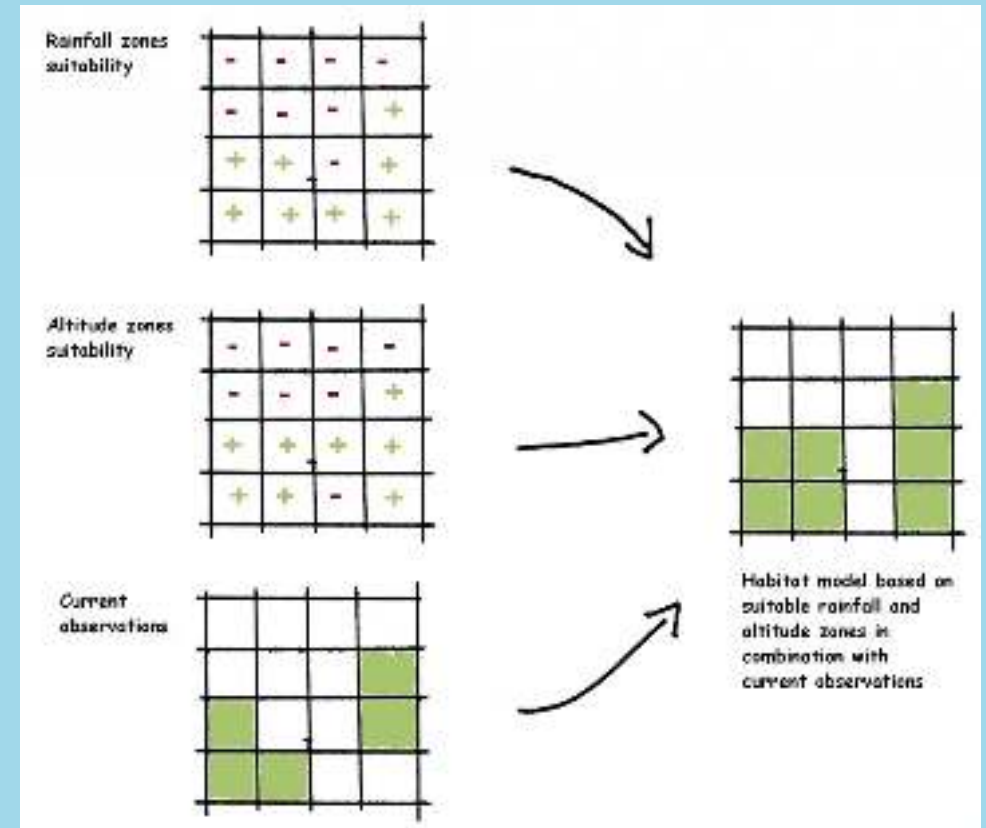 Rainfall zones
suitability
- - - -
- - - +
+ + - +
+ + + +
Altitude zones
suitability
- - - -
- - - +
+ + + +
+ + - +
Current
observations
Habitat model based on
suitable rainfall and
altitude zones in
combination with
current observations